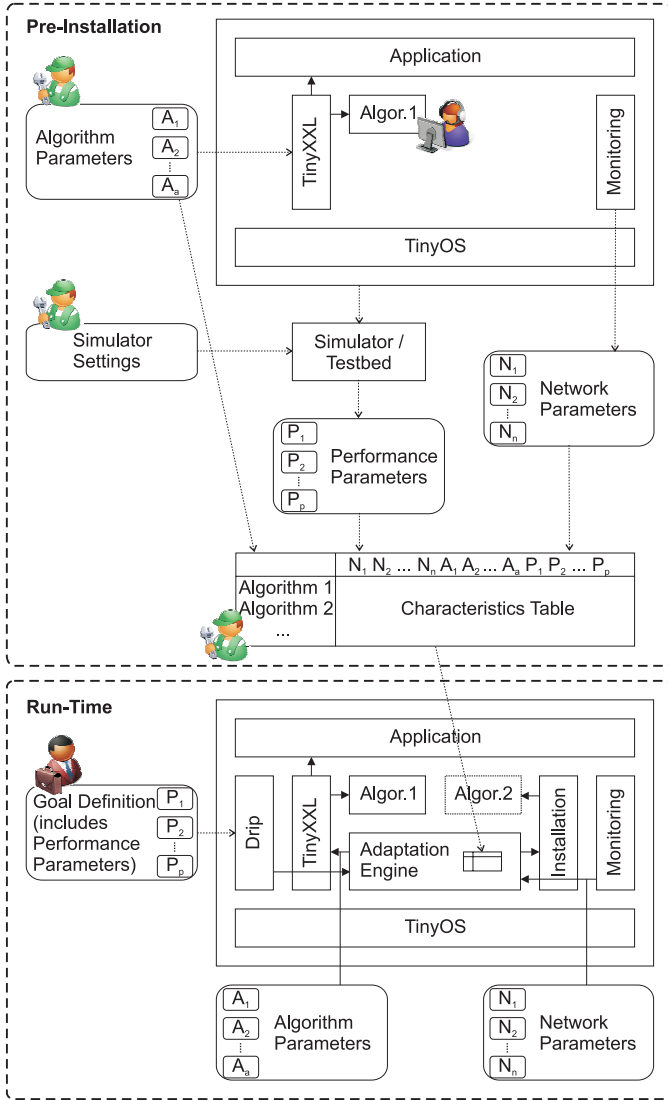 Pre-Installation
Application
Algorithm
Parameters
A1
A2
Aa
TinyXXL
Algor.1
Monitoring
TinyOS
Simulator
Settings
Simulator /
Testbed
N1
N2
Nn
Network
Parameters
P1
P2
Pp
Performance
Parameters
N1 N2 ... Nn A1 A2 ... Aa P1 P2 ... Pp
Algorithm 1
Algorithm 2
...
Characteristics Table
Run-Time
Application
Goal Definition
(includes
Performance
Parameters)
P1
P2
Pp
Drip
TinyXXL
Algor.1
Algor.2
Adaptation
Engine
Installation
Monitoring
TinyOS
A1
A2
Aa
Algorithm
Parameters
N1
N2
Nn
Network
Parameters